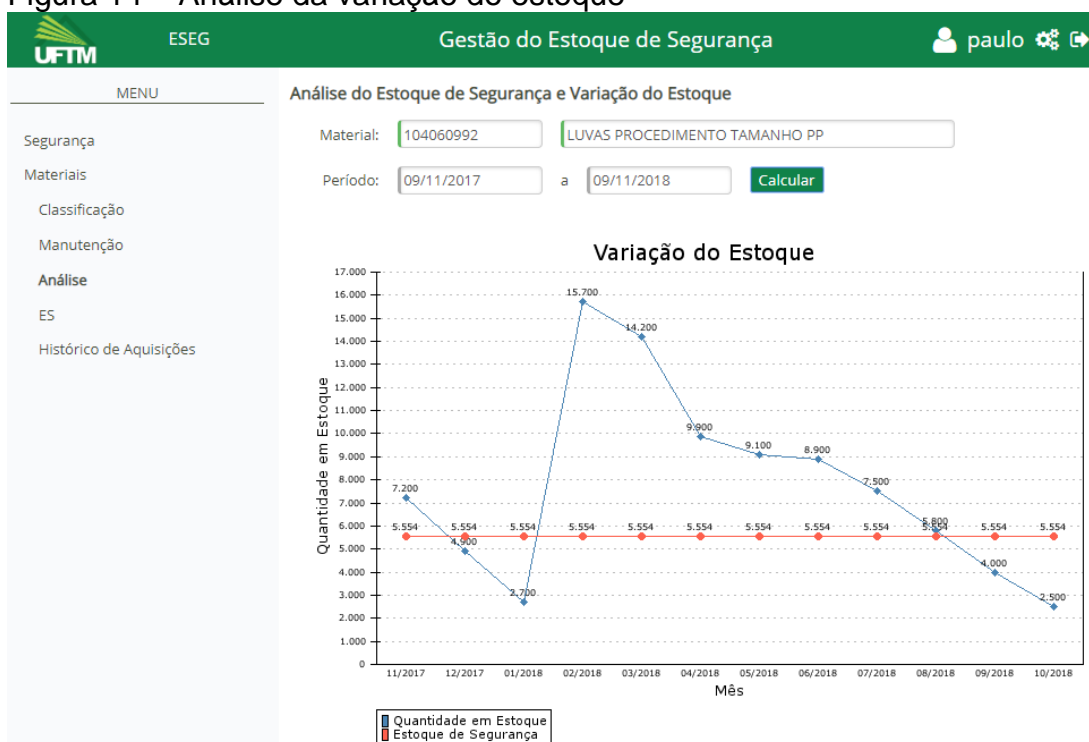 Figura 14 – Análise da variação do estoque
UFTM
ESEG
Gestão do Estoque de Segurança
paulo
MENU
Segurança
Materiais
Classificação
Manutenção
Análise
ES
Histórico de Aquisições
Análise do Estoque de Segurança e Variação do Estoque
Material: 104060992 LUVAS PROCEDIMENTO TAMANHO PP
Período: 09/11/2017 a 09/11/2018 Calcular
Variação do Estoque
Quantidade em Estoque
17.000
16.000
15.000
14.000
13.000
12.000
11.000
10.000
9.000
8.000
7.000
6.000
5.000
4.000
3.000
2.000
1.000
0
7.200
4.900
2.700
15.700
14.200
9.900
9.100
8.900
7.500
5.800
4.000
2.500
5.554 5.554 5.554 5.554 5.554 5.554 5.554 5.554 5.554 5.554 5.554 5.554
11/2017 12/2017 01/2018 02/2018 03/2018 04/2018 05/2018 06/2018 07/2018 08/2018 09/2018 10/2018
Mês
Quantidade em Estoque
Estoque de Segurança